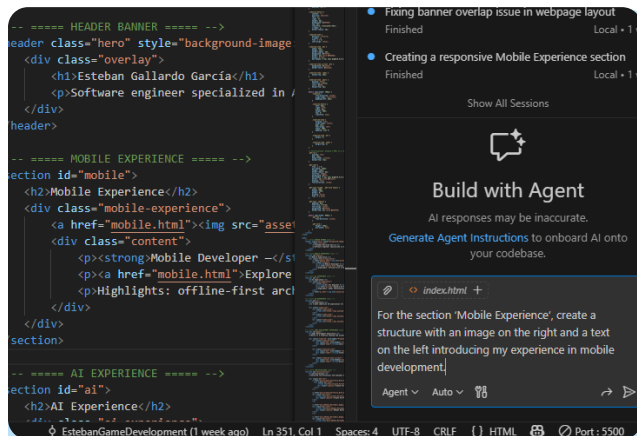 -- ===== HEADER BANNER ===== -->
header class="hero" style="background-image
<div class="overlay">
<h1>Esteban Gallardo García</h1>
<p>Software engineer specialized in
</div>
/header>
-- ===== MOBILE EXPERIENCE ===== -->
section id="mobile">
<h2>Mobile Experience</h2>
<div class="mobile-experience">
<a href="mobile.html"><img src="asset
<div class="content">
<p><strong>Mobile Developer –</st
<p><a href="mobile.html">Explore
<p>Highlights: offline-first arc
</div>
</div>
section>
-- ===== AI EXPERIENCE ===== -->
section id="ai">
<h2>AI Experience</h2>
Fixing banner overlap issue in webpage layout
Finished Local • 1
Creating a responsive Mobile Experience section
Finished Local • 1
Show All Sessions
Build with Agent
AI responses may be inaccurate.
Generate Agent Instructions to onboard AI onto
your codebase.
<> index.html +
For the section ‘Mobile Experience’, create a
structure with an image on the right and a text
on the left introducing my experience in mobile
development.
Agent Auto
EstebanGameDevelopment (1 week ago) Ln 351, Col 1 Spaces: 4 UTF-8 CRLF {} HTML Port : 5500